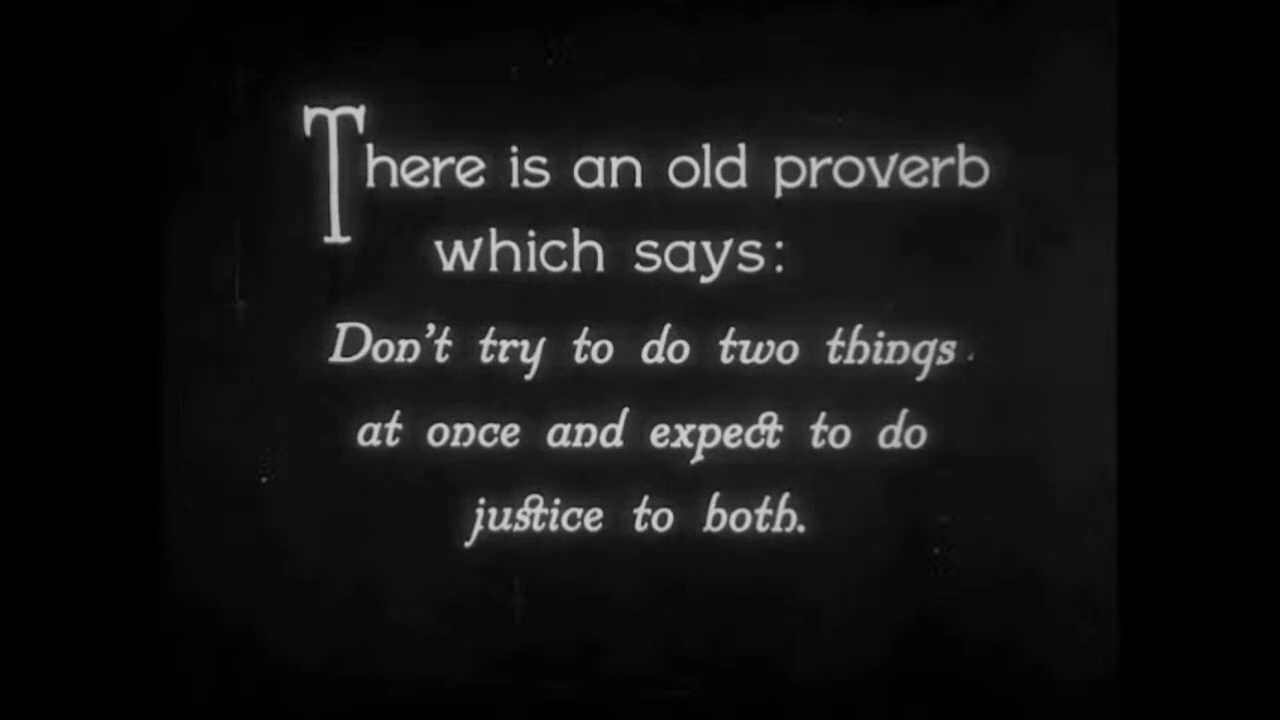 There is an old proverb
which says:
Don't try to do two things
at once and expect to do
justice to both.